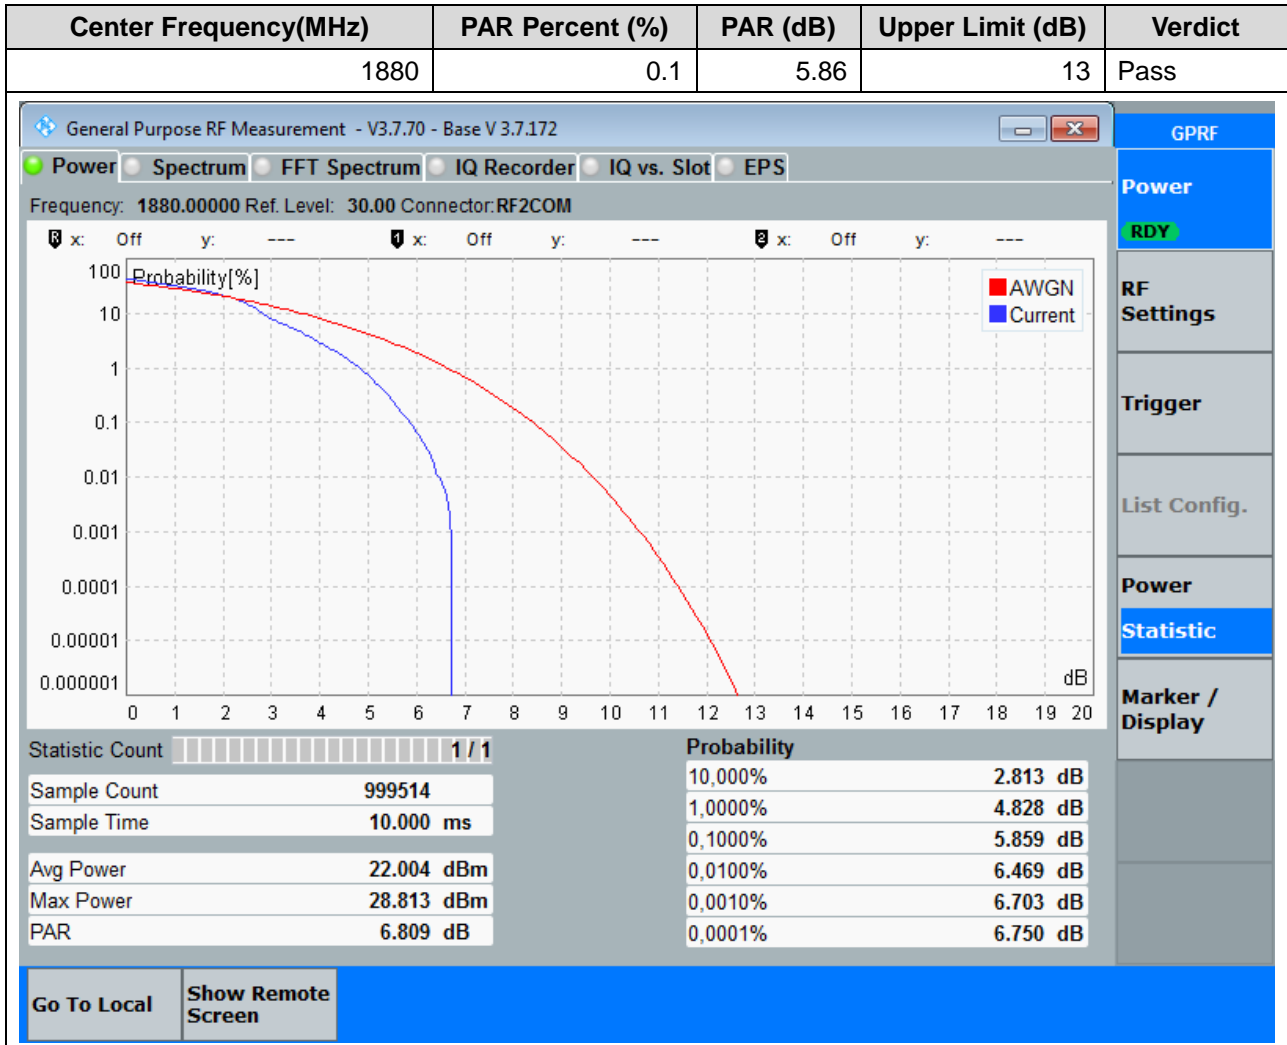 Center Frequency(MHz) PAR Percent (%) PAR (dB) Upper Limit (dB) Verdict
1880 0.1 5.86 13 Pass
General Purpose RF Measurement - V3.7.70 - Base V 3.7.172
GPRF
Power Spectrum FFT Spectrum IQ Recorder IQ vs. Slot EPS
Frequency: 1880.00000 Ref. Level: 30.00 Connector:RF2COM
R x: Off y: --- 1 x: Off y: --- 2 x: Off y: ---
Probability[%]
AWGN
Current
100
10
1
0.1
0.01
0.001
0.0001
0.00001
0.000001
dB
0 1 2 3 4 5 6 7 8 9 10 11 12 13 14 15 16 17 18 19 20
Statistic Count 1 / 1
Sample Count 999514
Sample Time 10.000 ms
Avg Power 22.004 dBm
Max Power 28.813 dBm
PAR 6.809 dB
Probability
10,000% 2.813 dB
1,0000% 4.828 dB
0,1000% 5.859 dB
0,0100% 6.469 dB
0,0010% 6.703 dB
0,0001% 6.750 dB
Power
RDY
RF
Settings
Trigger
List Config.
Power
Statistic
Marker /
Display
Go To Local
Show Remote
Screen